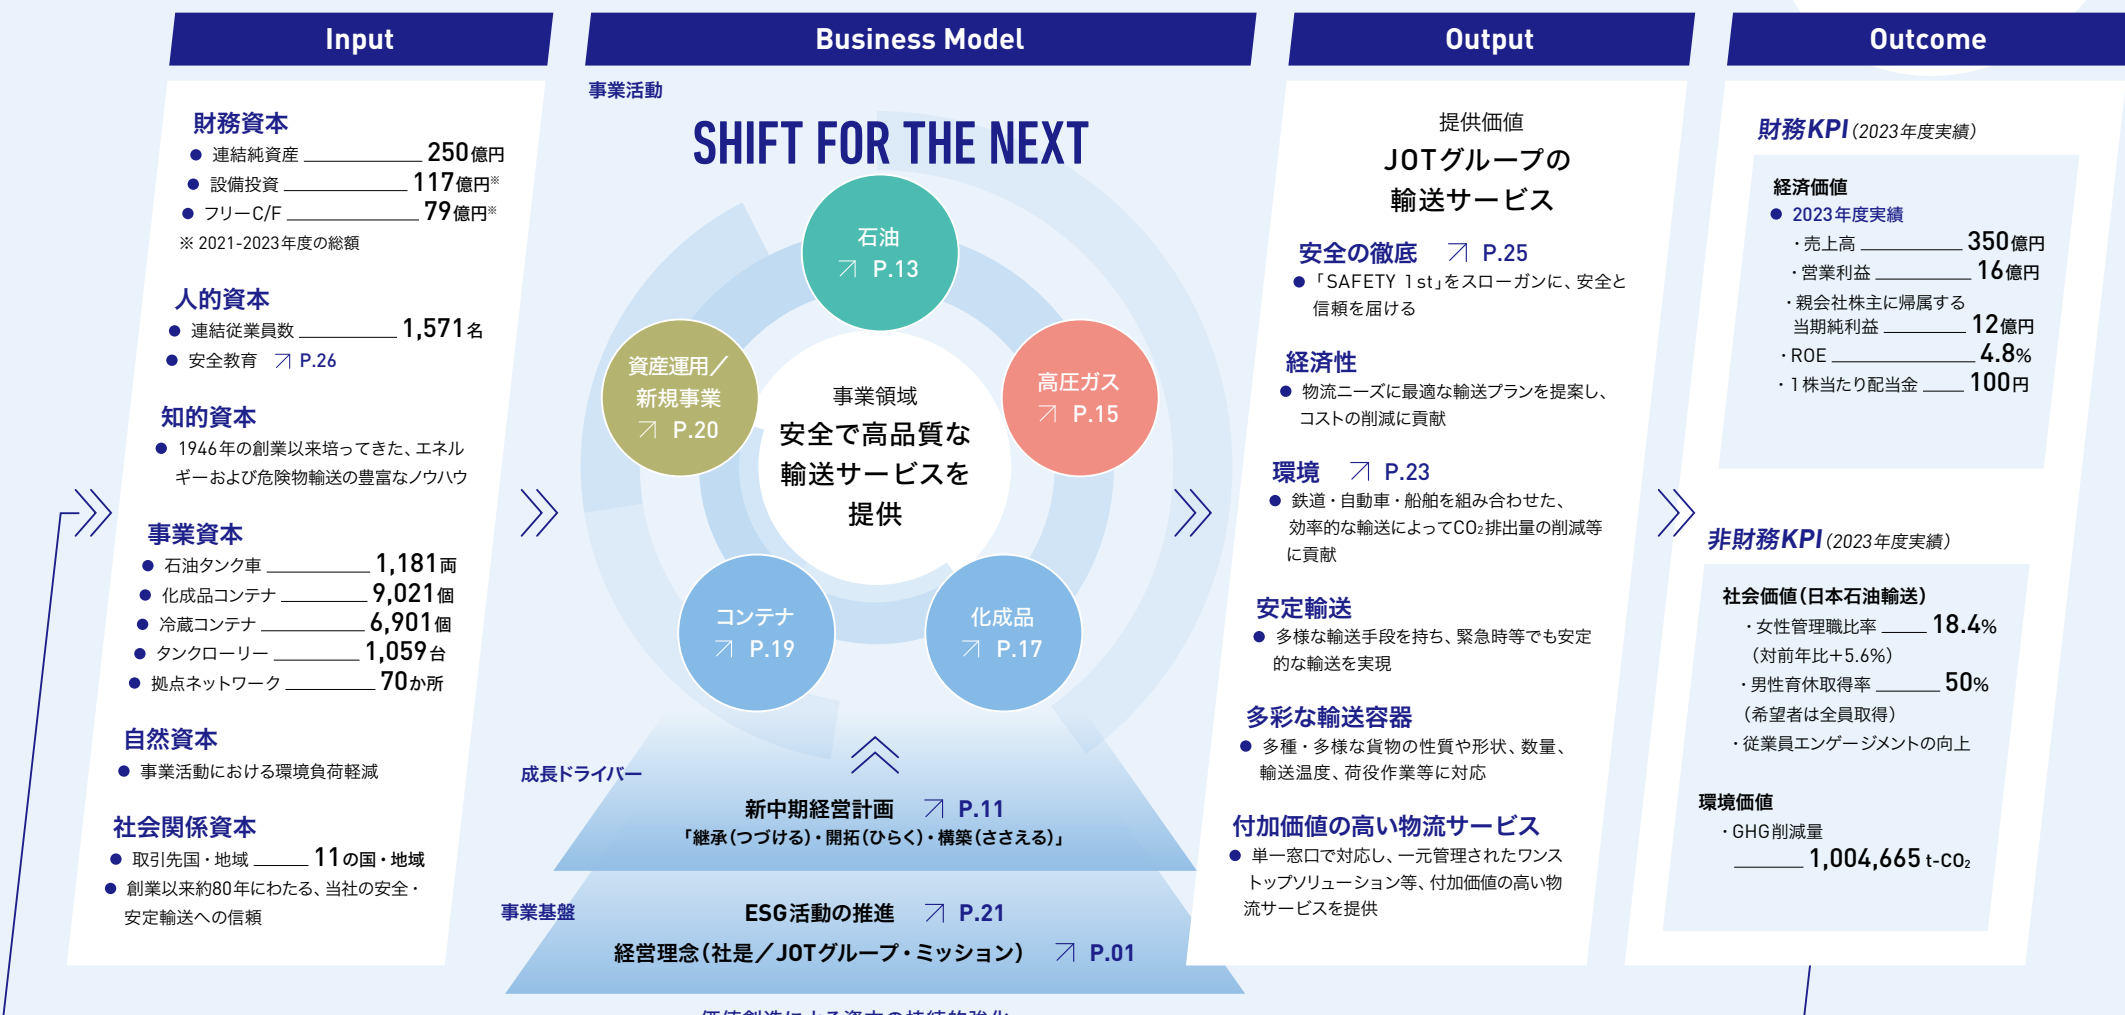 Input
財務資本
● 連結純資産 250億円
● 設備投資 117億円※
● フリーC/F 79億円※
※ 2021-2023年度の総額
人的資本
● 連結従業員数 1,571名
● 安全教育 P.26
知的資本
● 1946年の創業以来培ってきた、エネル
ギーおよび危険物輸送の豊富なノウハウ
事業資本
● 石油タンク車 1,181両
● 化成品コンテナ 9,021個
● 冷蔵コンテナ 6,901個
● タンクローリー 1,059台
● 拠点ネットワーク 70か所
自然資本
● 事業活動における環境負荷軽減
社会関係資本
● 取引先国・地域 11の国・地域
● 創業以来約80年にわたる、当社の安全・
安定輸送への信頼
Business Model
事業活動
SHIFT FOR THE NEXT
石油
P.13
資産運用／
新規事業
P.20
高圧ガス
P.15
事業領域
安全で高品質な
輸送サービスを
提供
コンテナ
P.19
化成品
P.17
成長ドライバー
新中期経営計画 P.11
「継承(つづける)・開拓(ひらく)・構築(ささえる)」
事業基盤
ESG活動の推進 P.21
経営理念(社是／JOTグループ・ミッション) P.01
Output
提供価値
JOTグループの
輸送サービス
安全の徹底 P.25
● 「SAFETY 1st」をスローガンに、安全と
信頼を届ける
経済性
● 物流ニーズに最適な輸送プランを提案し、
コストの削減に貢献
環境 P.23
● 鉄道・自動車・船舶を組み合わせた、
効率的な輸送によってCO₂排出量の削減等
に貢献
安定輸送
● 多様な輸送手段を持ち、緊急時等でも安定
的な輸送を実現
多彩な輸送容器
● 多種・多様な貨物の性質や形状、数量、
輸送温度、荷役作業等に対応
付加価値の高い物流サービス
● 単一窓口で対応し、一元管理されたワンス
トップソリューション等、付加価値の高い物
流サービスを提供
Outcome
財務KPI(2023年度実績)
経済価値
● 2023年度実績
・売上高 350億円
・営業利益 16億円
・親会社株主に帰属する
当期純利益 12億円
・ROE 4.8%
・1株当たり配当金 100円
非財務KPI(2023年度実績)
社会価値(日本石油輸送)
・女性管理職比率 18.4%
(対前年比＋5.6%)
・男性育休取得率 50%
(希望者は全員取得)
・従業員エンゲージメントの向上
環境価値
・GHG削減量
1,004,665 t-CO₂
価値創造による資本の持続的強化